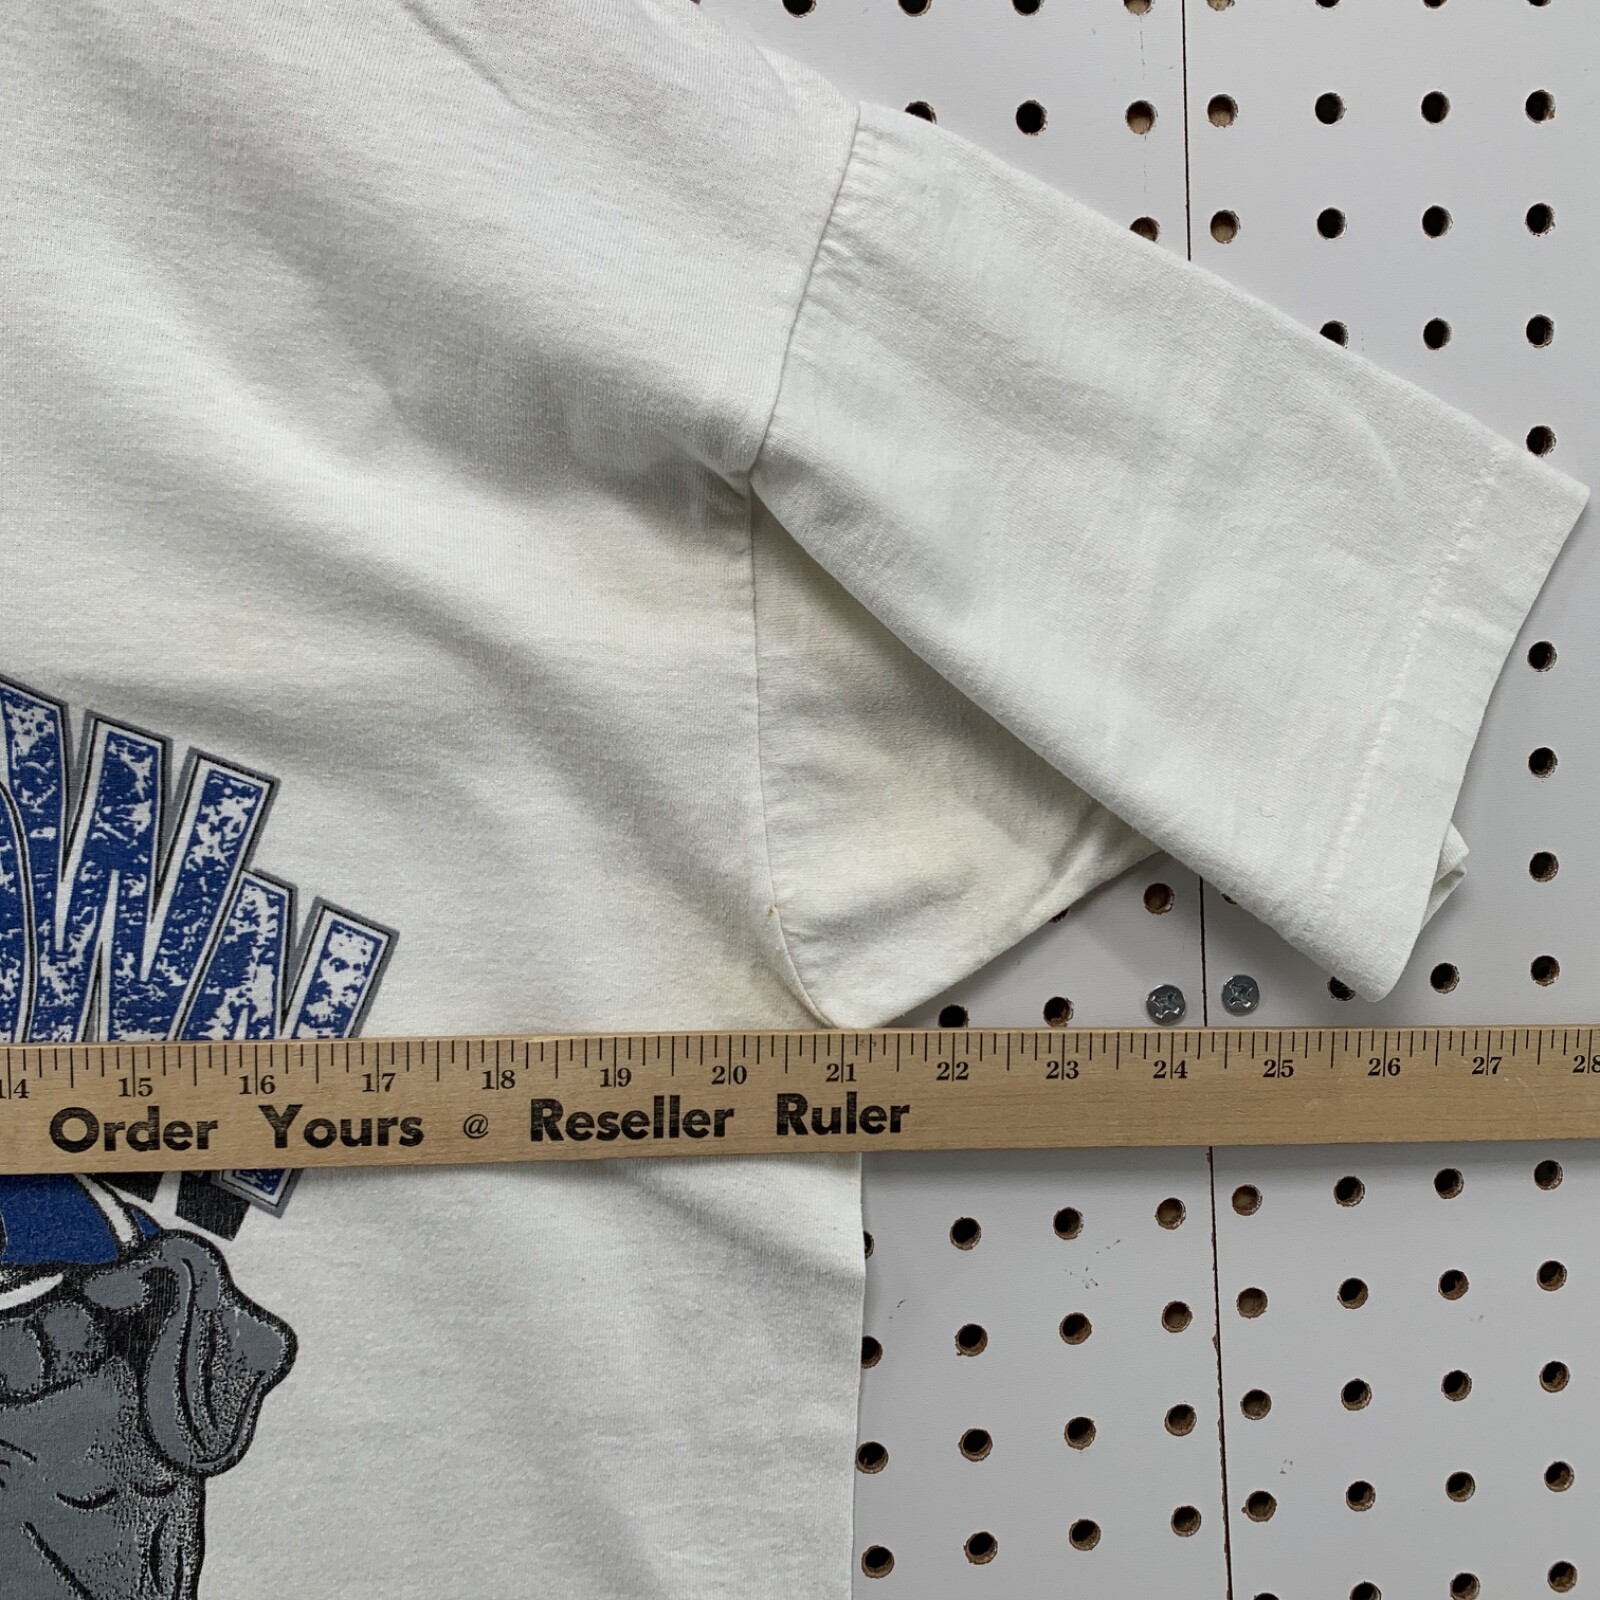 14 15 16 17 18 19 20 21 22 23 24 25 26 27 28
Order Yours @ Reseller Ruler